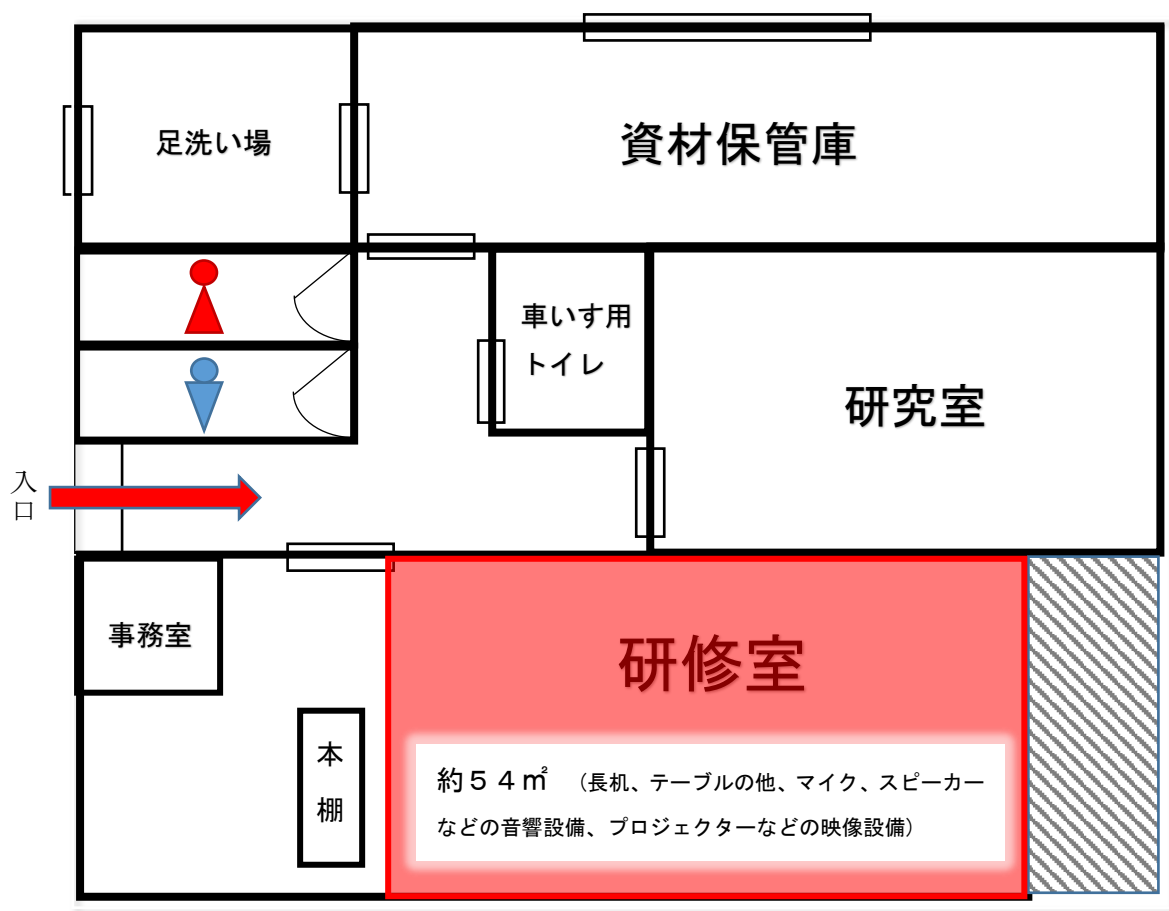 足洗い場
資材保管庫
車いす用
トイレ
研究室
入口
事務室
研修室
本棚
約５４㎡　（長机、テーブルの他、マイク、スピーカー
などの音響設備、プロジェクターなどの映像設備）